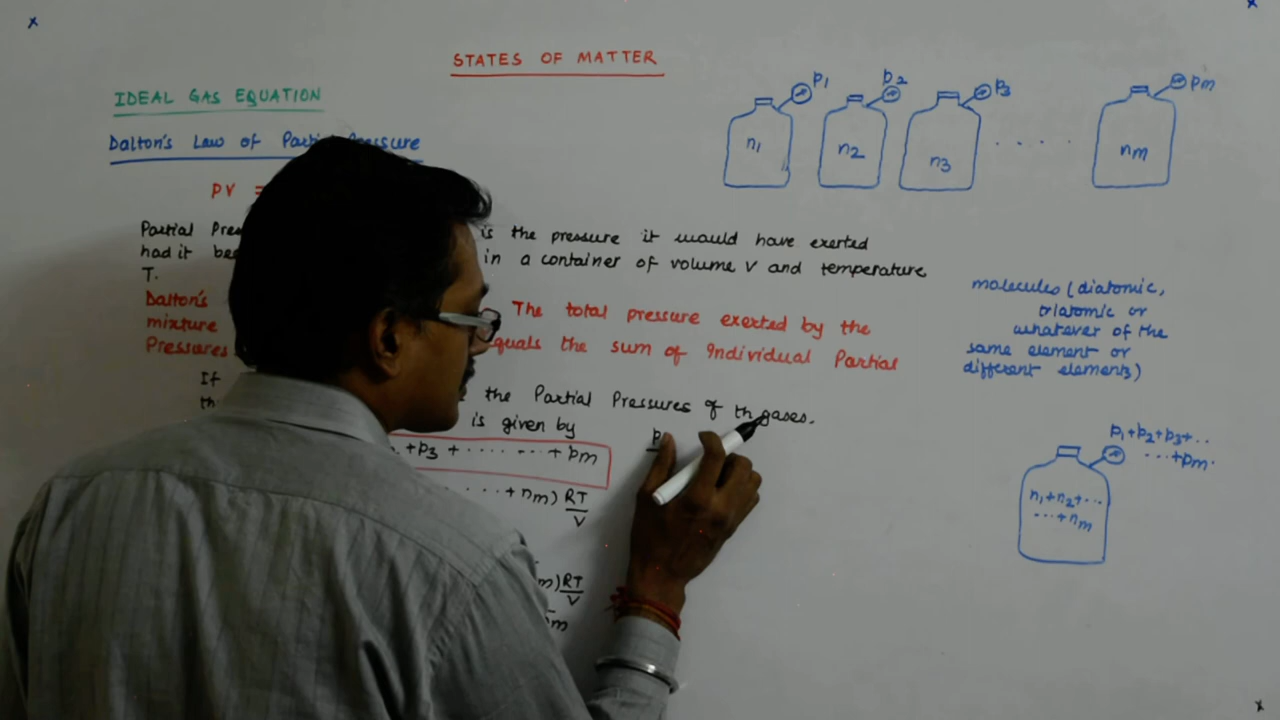 STATES OF MATTER
IDEAL GAS EQUATION
Dalton's Law of Pressure
PV =
Partial is the pressure it would have exerted
had it in a container of volume V and temperature
T.
Dalton's The total pressure exerted by the
mixture equals the sum of Individual Partial
Pressures
If the Partial Pressures of th gases.
is given by
+p3 + ...... ... + pm
... + nm) RT/V
m) RT/V
m
p
p1
p2
p3
pm
n1
n2
n3
. . . .
nm
molecules (diatomic,
triatomic or
whatever of the
same element or
different elements)
p1+p2+p3+..
...+pm.
n1+n2+...
...+nm